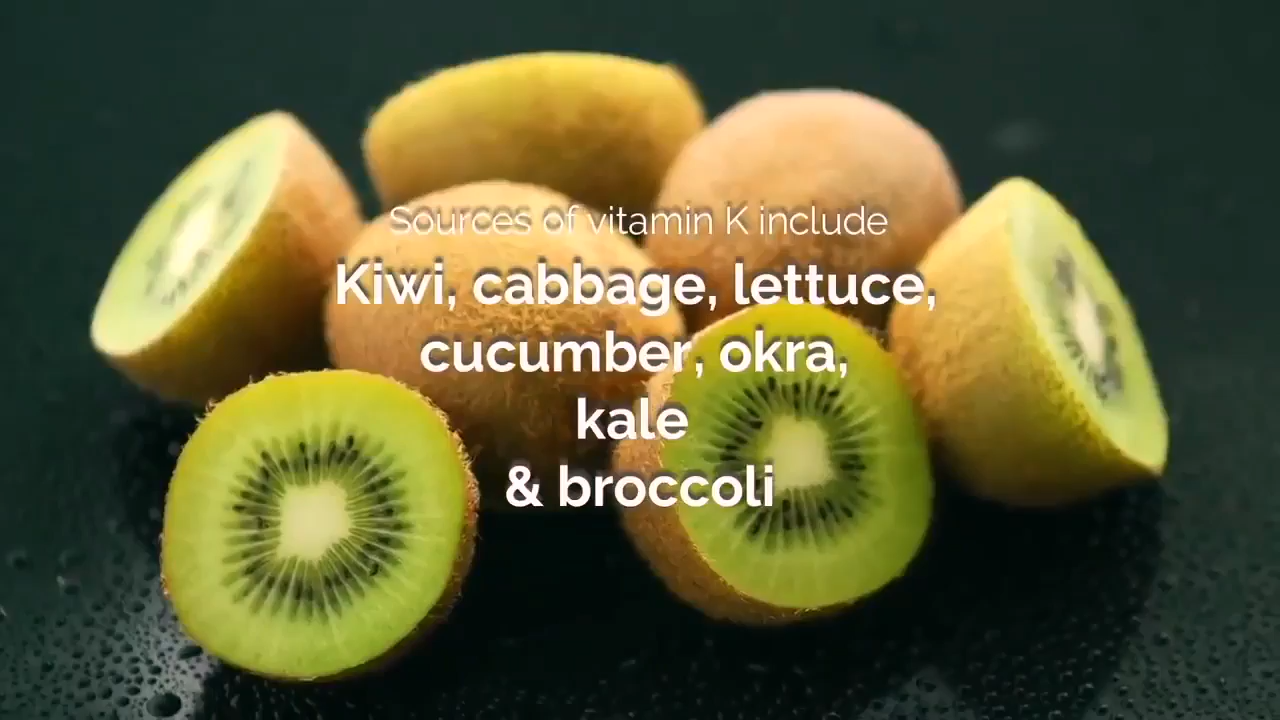 Sources of vitamin K include
Kiwi, cabbage, lettuce,
cucumber, okra,
kale
& broccoli